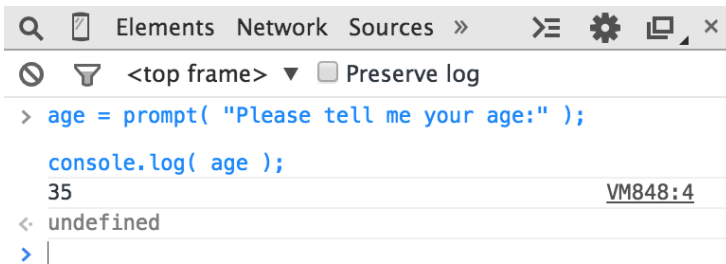 Elements Network Sources »
<top frame> ▼ Preserve log
> age = prompt( "Please tell me your age:" );
console.log( age );
35 VM848:4
<· undefined
>